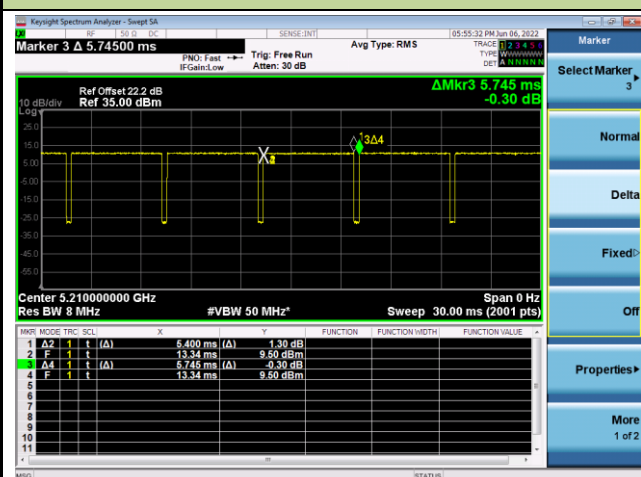 Keysight Spectrum Analyzer - Swept SA
RF 50 Ω DC SENSE:INT 05:55:32 PM Jun 06, 2022
Marker 3 Δ 5.74500 ms
Avg Type: RMS
TRACE 1 2 3 4 5 6
PNO: Fast Trig: Free Run
TYPE W
IFGain:Low Atten: 30 dB
DET A N N N N N
Ref Offset 22.2 dB
ΔMkr3 5.745 ms
10 dB/div Ref 35.00 dBm
-0.30 dB
Log
25.0
15.0
5.00
-5.00
-15.0
-25.0
-35.0
-45.0
-55.0
3Δ4
Center 5.210000000 GHz Span 0 Hz
Res BW 8 MHz #VBW 50 MHz* Sweep 30.00 ms (2001 pts)
MKR MODE TRC SCL X Y FUNCTION FUNCTION WIDTH FUNCTION VALUE
1 Δ2 1 t (Δ) 5.400 ms (Δ) 1.30 dB
2 F 1 t 13.34 ms 9.50 dBm
3 Δ4 1 t (Δ) 5.745 ms (Δ) -0.30 dB
4 F 1 t 13.34 ms 9.50 dBm
5
6
7
8
9
10
11
MSG STATUS
Marker
Select Marker
3
Normal
Delta
Fixed
Off
Properties
More
1 of 2